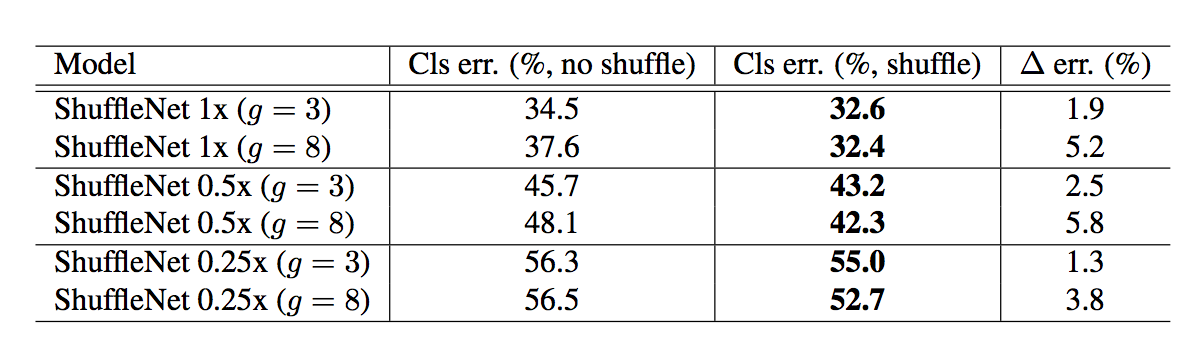 Model Cls err. (%, no shuffle) Cls err. (%, shuffle) Δ err. (%)
ShuffleNet 1x (g = 3) 34.5 32.6 1.9
ShuffleNet 1x (g = 8) 37.6 32.4 5.2
ShuffleNet 0.5x (g = 3) 45.7 43.2 2.5
ShuffleNet 0.5x (g = 8) 48.1 42.3 5.8
ShuffleNet 0.25x (g = 3) 56.3 55.0 1.3
ShuffleNet 0.25x (g = 8) 56.5 52.7 3.8